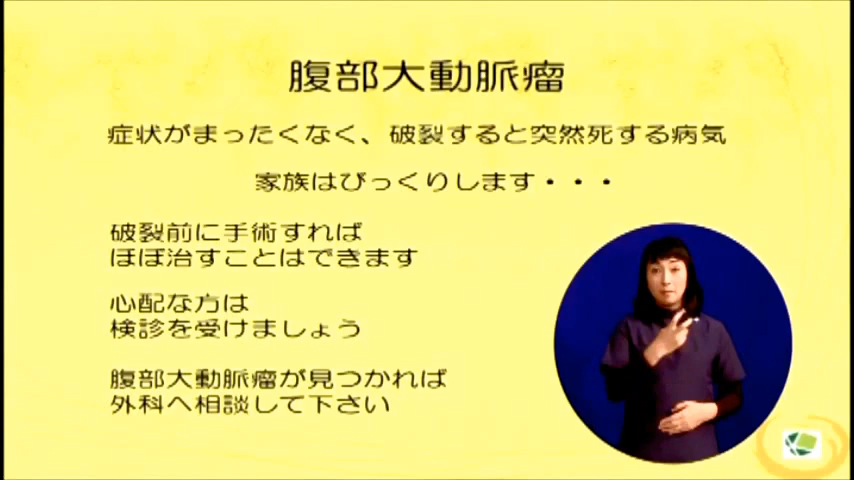 腹部大動脈瘤
症状がまったくなく、破裂すると突然死する病気
家族はびっくりします・・・
破裂前に手術すれば
ほぼ治すことはできます
心配な方は
検診を受けましょう
腹部大動脈瘤が見つかれば
外科へ相談して下さい